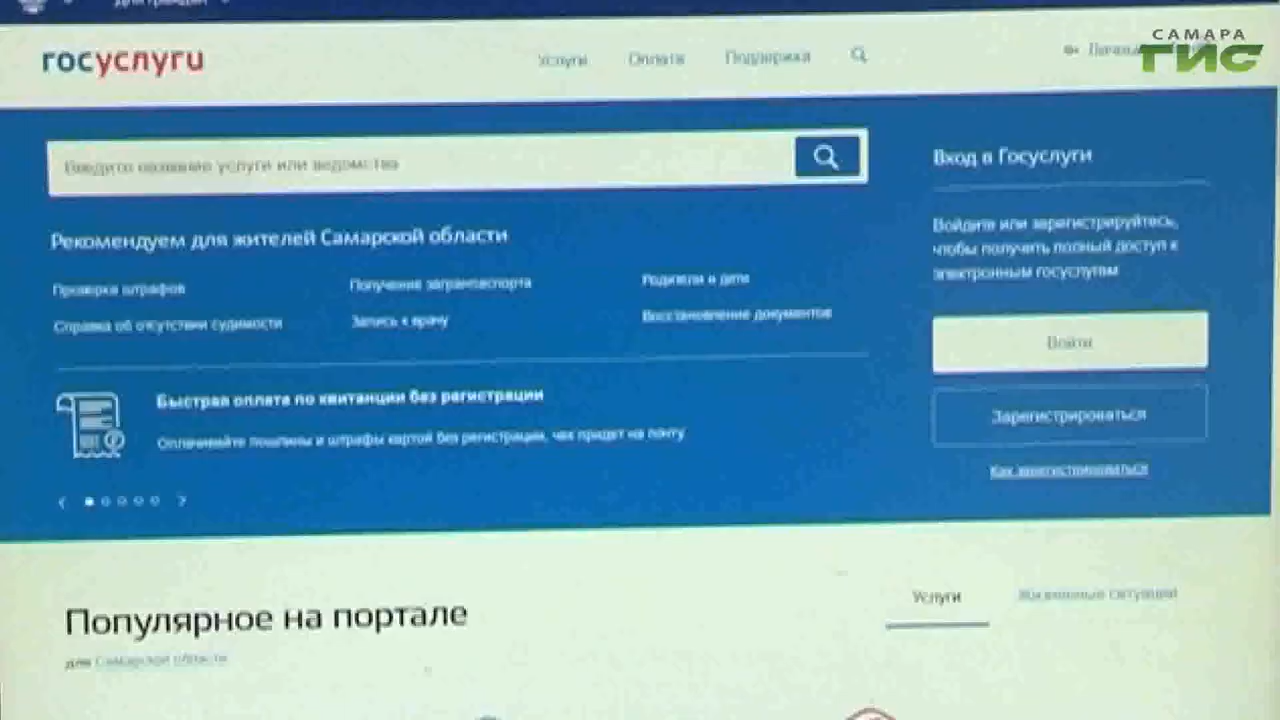 Для граждан
госуслуги
Услуги
Оплата
Поддержка
САМАРА
ГИС
Введите название услуги или ведомства
Вход в Госуслуги
Рекомендуем для жителей Самарской области
Войдите или зарегистрируйтесь,
чтобы получить полный доступ к
электронным госуслугам
Проверка штрафов
Получение загранпаспорта
Родители и дети
Справка об отсутствии судимости
Запись к врачу
Восстановление документов
Войти
Быстрая оплата по квитанции без регистрации
Оплачивайте пошлины и штрафы картой без регистрации, чек придет на почту
Зарегистрироваться
Как зарегистрироваться
Популярное на портале
Услуги
Жизненные ситуации
для Самарской области